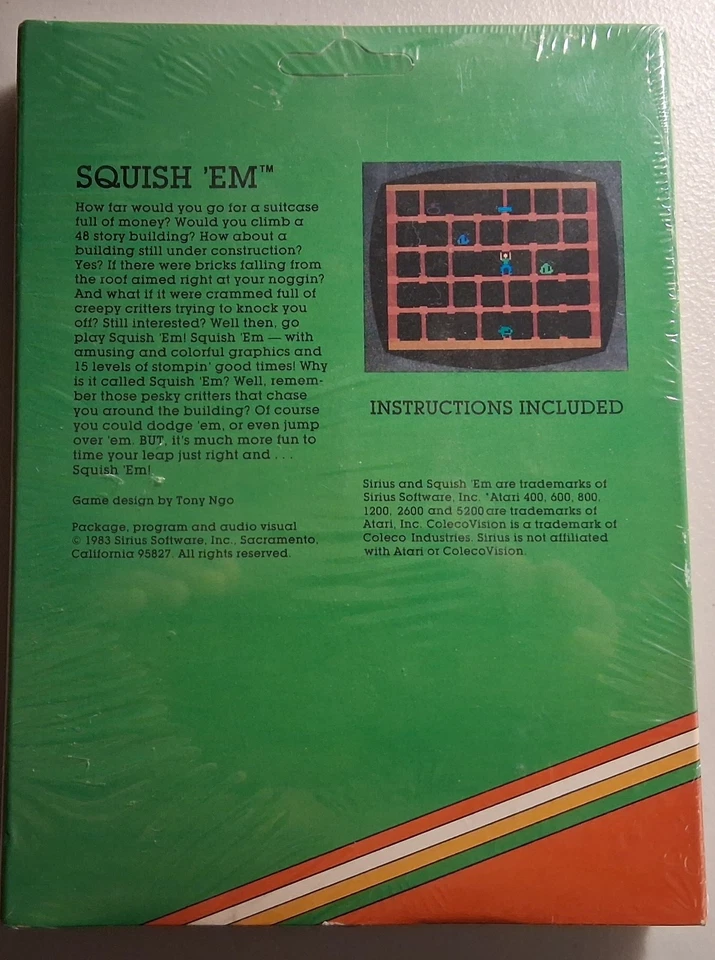 SQUISH 'EM™
How far would you go for a suitcase
full of money? Would you climb a
48 story building? How about a
building still under construction?
Yes? If there were bricks falling from
the roof aimed right at your noggin?
And what if it were crammed full of
creepy critters trying to knock you
off? Still interested? Well then, go
play Squish 'Em! Squish 'Em — with
amusing and colorful graphics and
15 levels of stompin' good times! Why
is it called Squish 'Em? Well, remem-
ber those pesky critters that chase
you around the building? Of course
you could dodge 'em, or even jump
over 'em. BUT, it's much more fun to
time your leap just right and . . .
Squish 'Em!
Game design by Tony Ngo
Package, program and audio visual
© 1983 Sirius Software, Inc., Sacramento,
California 95827. All rights reserved.
INSTRUCTIONS INCLUDED
Sirius and Squish 'Em are trademarks of
Sirius Software, Inc. *Atari 400, 600, 800,
1200, 2600 and 5200 are trademarks of
Atari, Inc. ColecoVision is a trademark of
Coleco Industries. Sirius is not affiliated
with Atari or ColecoVision.